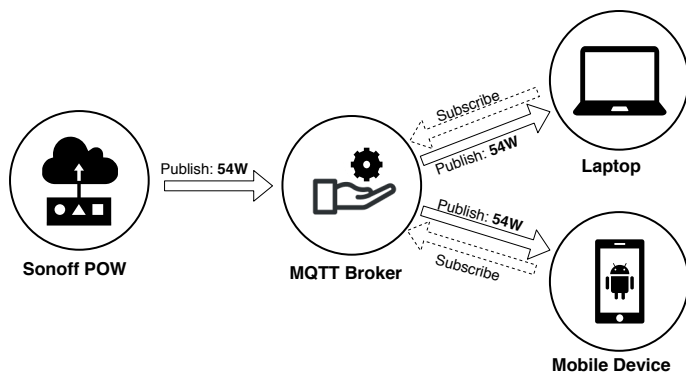 Publish: 54W
Sonoff POW
MQTT Broker
Subscribe
Publish: 54W
Laptop
Publish: 54W
Subscribe
Mobile Device